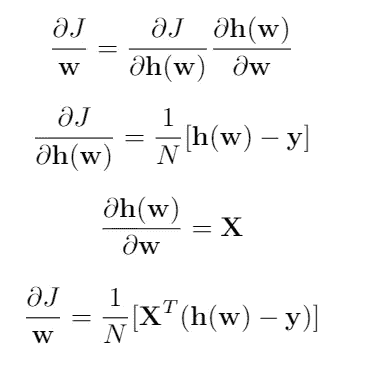 ∂J/w = ∂J/∂h(w) ∂h(w)/∂w
∂J/∂h(w) = 1/N [h(w) − y]
∂h(w)/∂w = X
∂J/w = 1/N [X^T (h(w) − y)]